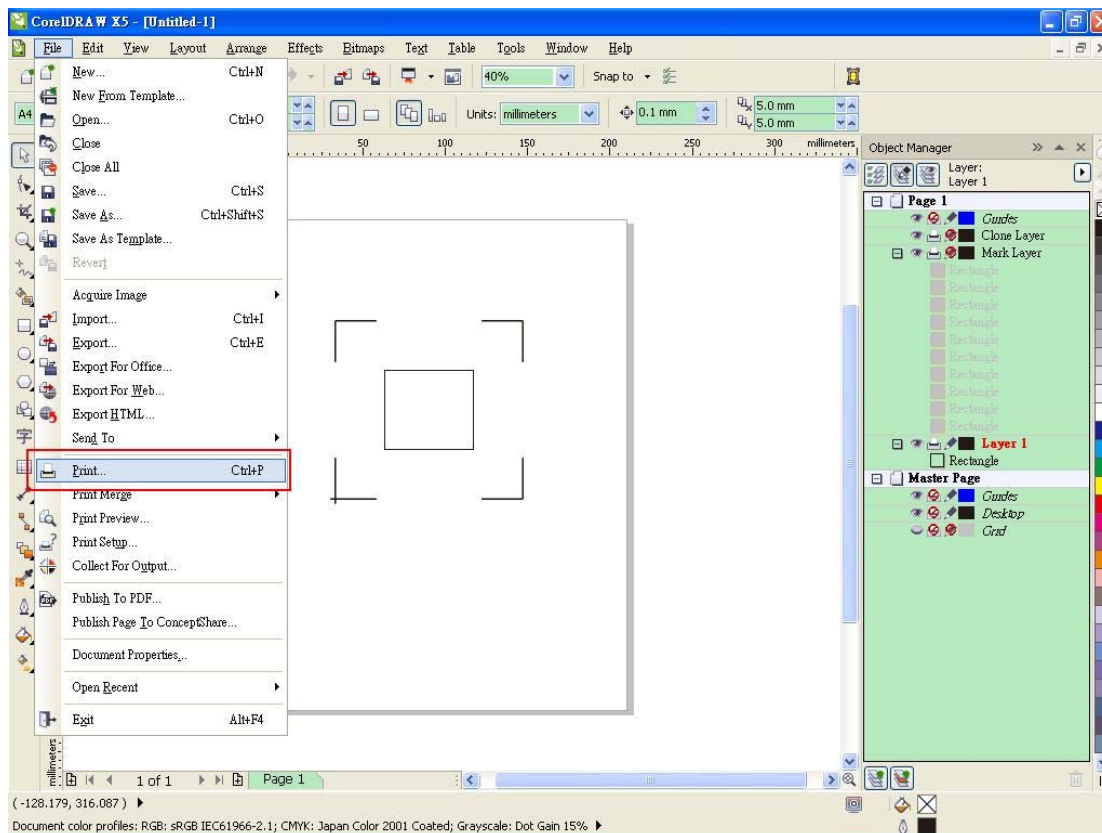 CorelDRAW X5 - [Untitled-1]
File Edit View Layout Arrange Effects Bitmaps Text Table Tools Window Help
New... Ctrl+N
New From Template...
Open... Ctrl+O
Close
Close All
Save... Ctrl+S
Save As... Ctrl+Shift+S
Save As Template...
Revert
Acquire Image
Import... Ctrl+I
Export... Ctrl+E
Export For Office...
Export For Web...
Export HTML...
Send To
Print... Ctrl+P
Print Merge
Print Preview...
Print Setup...
Collect For Output...
Publish To PDF...
Publish Page To ConceptShare...
Document Properties...
Open Recent
Exit Alt+F4
40% Snap to
A4 Units: millimeters 0.1 mm 5.0 mm
5.0 mm
50 100 150 200 250 300 millimeters
字
Object Manager
Layer:
Layer 1
Page 1
Guides
Clone Layer
Mark Layer
Rectangle
Rectangle
Rectangle
Rectangle
Rectangle
Rectangle
Rectangle
Rectangle
Rectangle
Rectangle
Layer 1
Rectangle
Master Page
Guides
Desktop
Grid
millimeters
1 of 1 Page 1
( -128.179, 316.087 )
Document color profiles: RGB: sRGB IEC61966-2.1; CMYK: Japan Color 2001 Coated; Grayscale: Dot Gain 15%